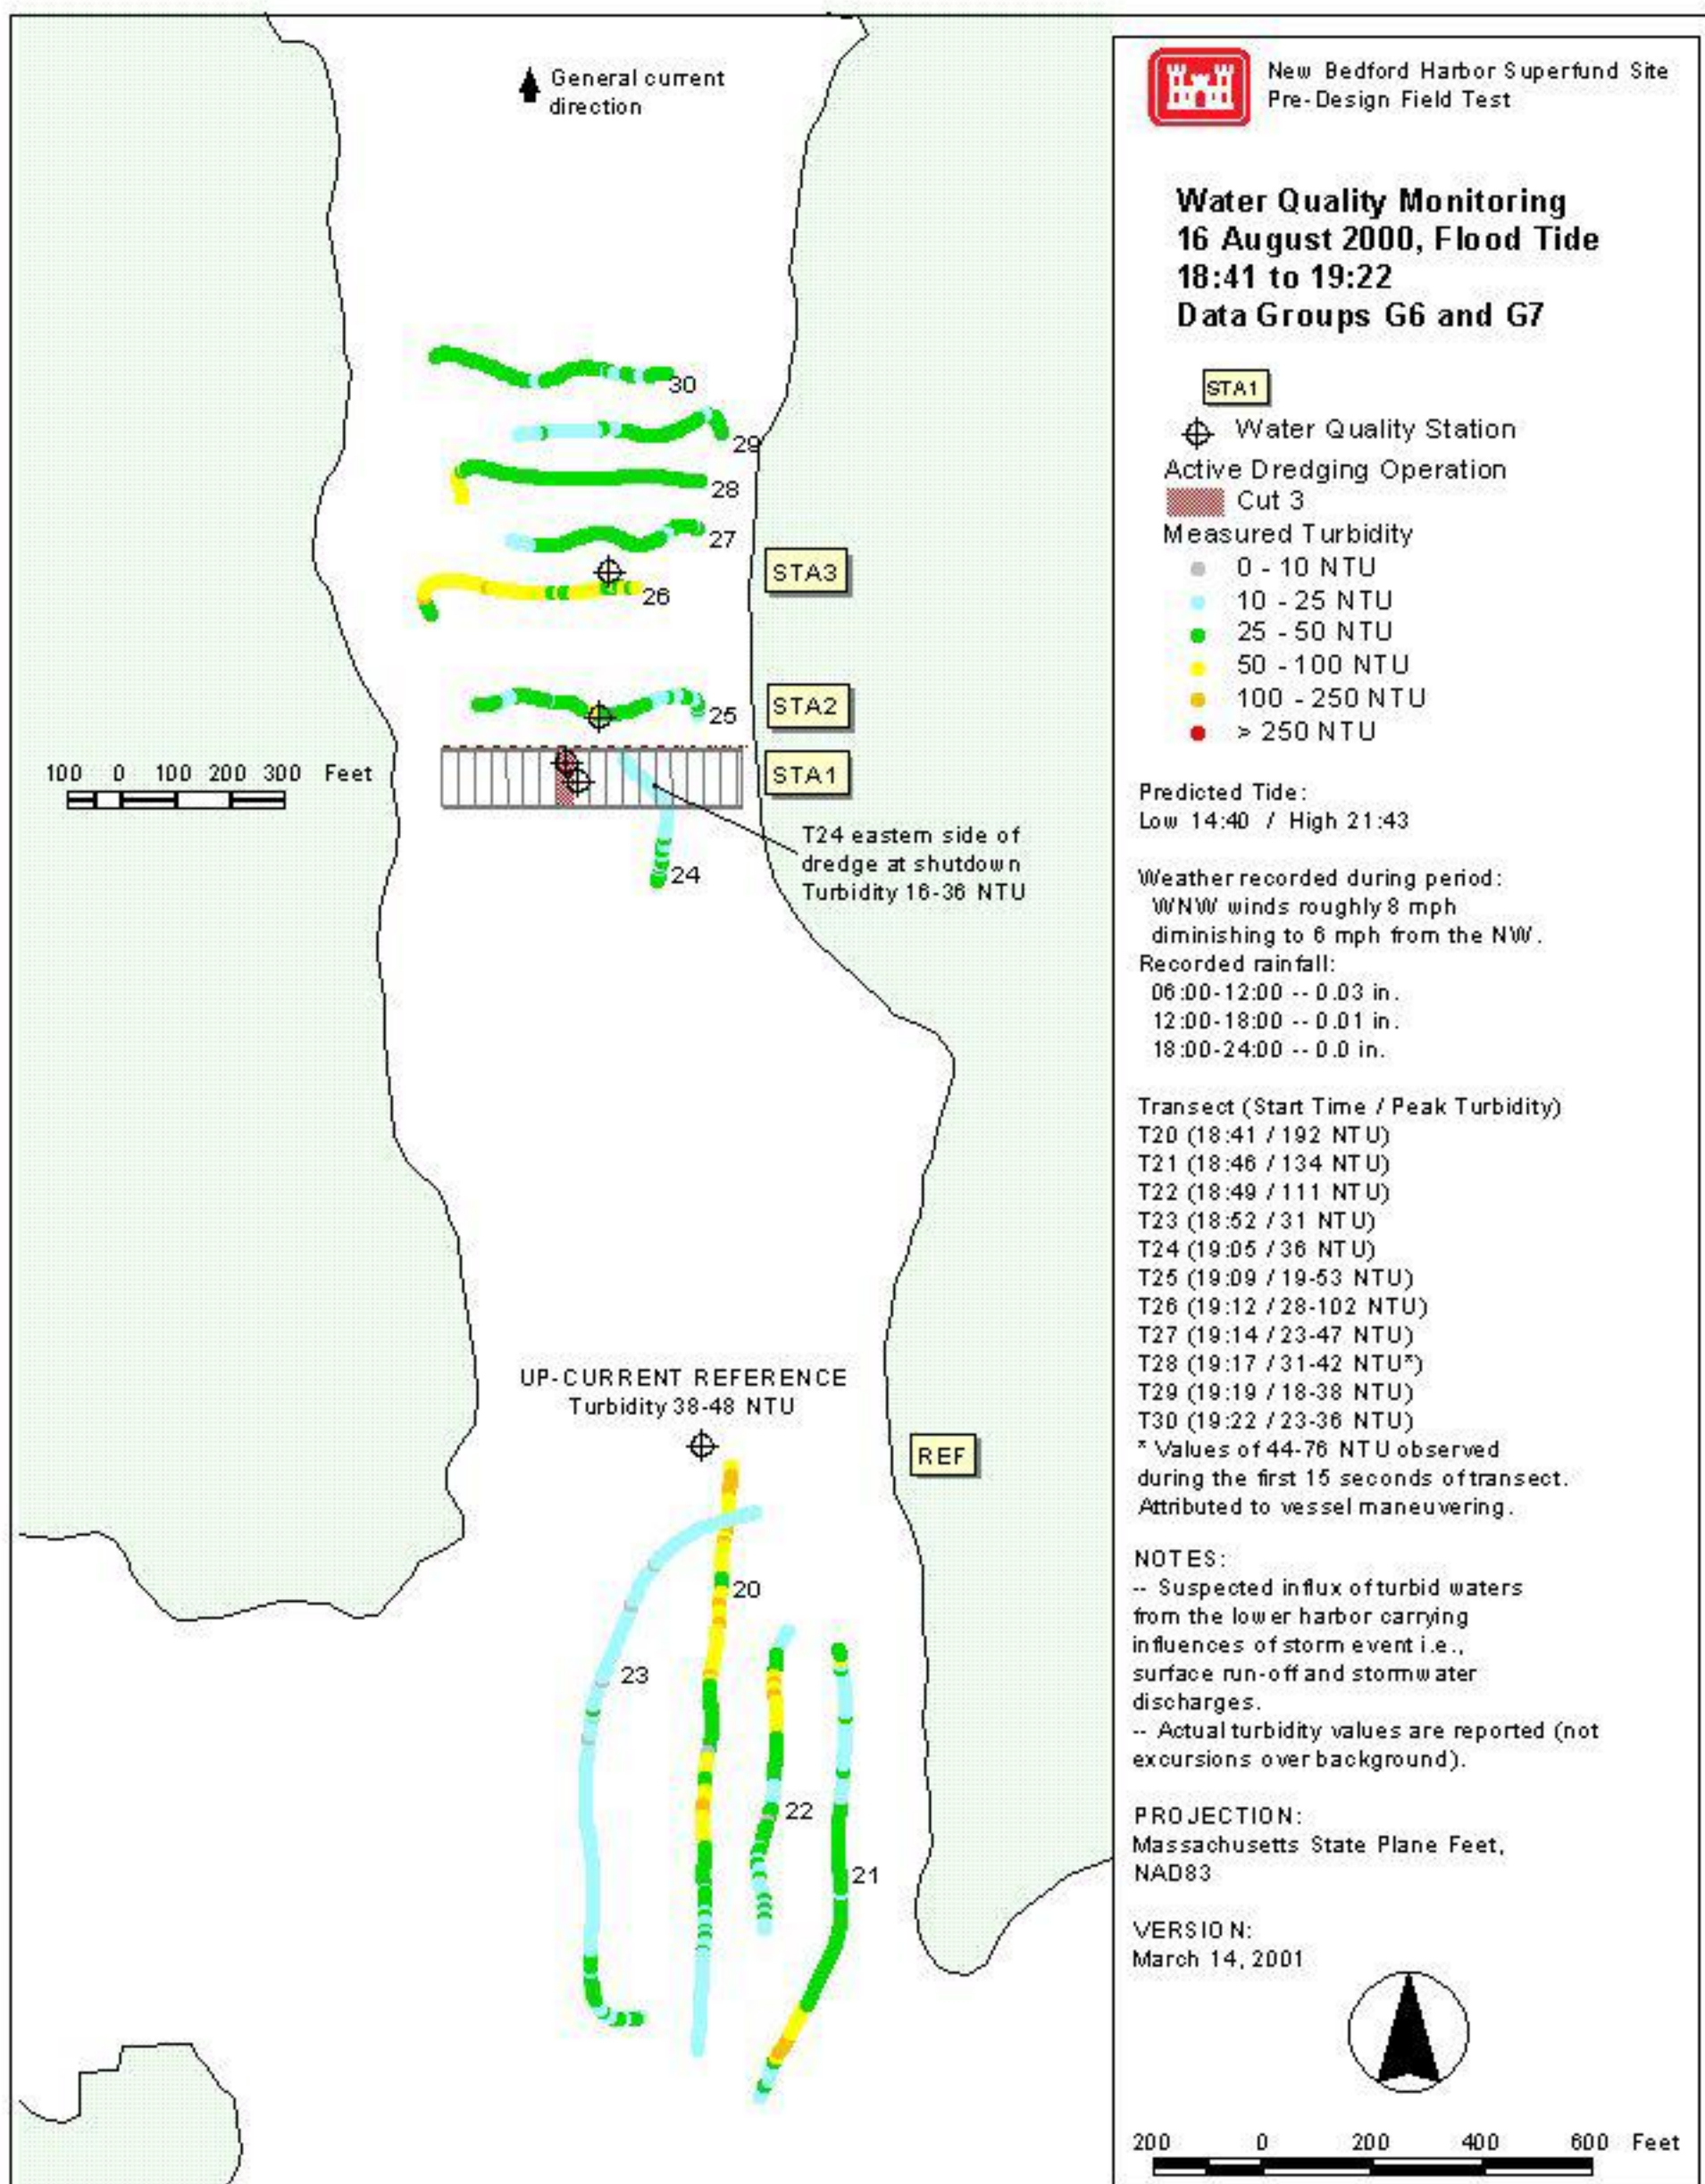 General current
direction
30
29
28
27
STA3
26
STA2
25
100 0 100 200 300 Feet
STA1
T24 eastern side of
dredge at shutdown
Turbidity 16-36 NTU
24
UP-CURRENT REFERENCE
Turbidity 38-48 NTU
REF
20
23
22
21
New Bedford Harbor Superfund Site
Pre-Design Field Test
Water Quality Monitoring
16 August 2000, Flood Tide
18:41 to 19:22
Data Groups G6 and G7
STA1
Water Quality Station
Active Dredging Operation
Cut 3
Measured Turbidity
0 - 10 NTU
10 - 25 NTU
25 - 50 NTU
50 - 100 NTU
100 - 250 NTU
> 250 NTU
Predicted Tide:
Low 14:40 / High 21:43
Weather recorded during period:
WNW winds roughly 8 mph
diminishing to 6 mph from the NW.
Recorded rainfall:
06:00-12:00 -- 0.03 in.
12:00-18:00 -- 0.01 in.
18:00-24:00 -- 0.0 in.
Transect (Start Time / Peak Turbidity)
T20 (18:41 / 192 NTU)
T21 (18:46 / 134 NTU)
T22 (18:49 / 111 NTU)
T23 (18:52 / 31 NTU)
T24 (19:05 / 36 NTU)
T25 (19:09 / 19-53 NTU)
T26 (19:12 / 28-102 NTU)
T27 (19:14 / 23-47 NTU)
T28 (19:17 / 31-42 NTU*)
T29 (19:19 / 18-38 NTU)
T30 (19:22 / 23-36 NTU)
* Values of 44-76 NTU observed
during the first 15 seconds of transect.
Attributed to vessel maneuvering.
NOTES:
-- Suspected influx of turbid waters
from the lower harbor carrying
influences of storm event i.e.,
surface run-off and stormwater
discharges.
-- Actual turbidity values are reported (not
excursions over background).
PROJECTION:
Massachusetts State Plane Feet,
NAD83
VERSION:
March 14, 2001
200 0 200 400 600 Feet